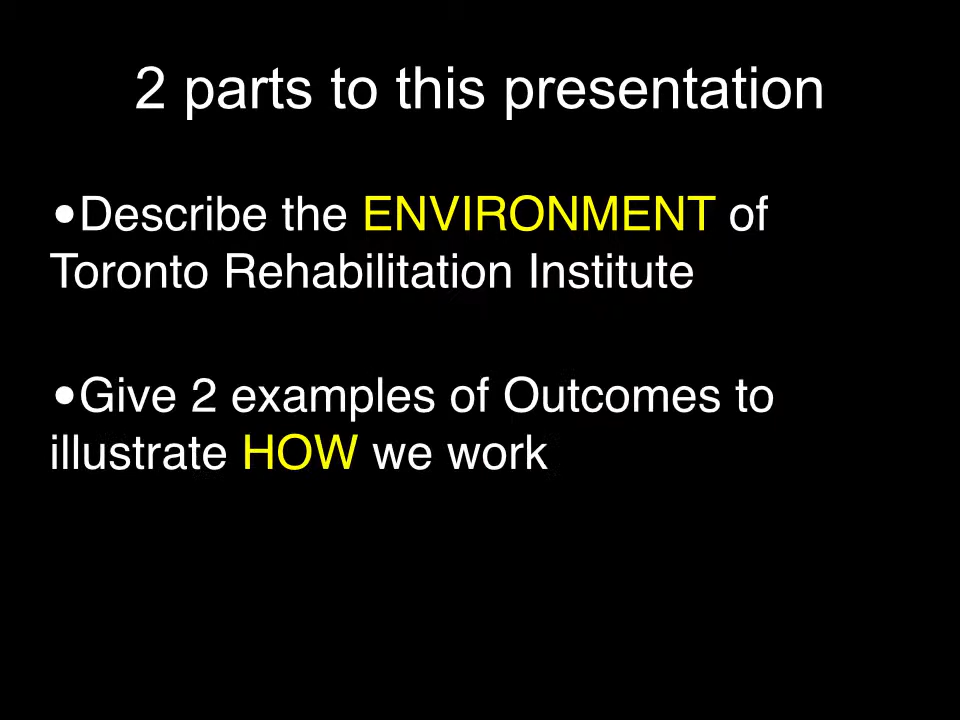 2 parts to this presentation
•Describe the ENVIRONMENT of
Toronto Rehabilitation Institute
•Give 2 examples of Outcomes to
illustrate HOW we work